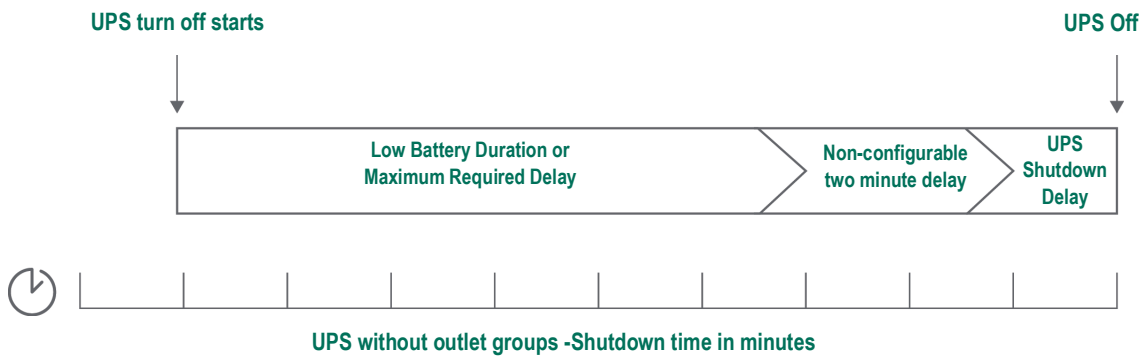 UPS turn off starts
UPS Off
Low Battery Duration or
Maximum Required Delay
Non-configurable
two minute delay
UPS
Shutdown
Delay
UPS without outlet groups -Shutdown time in minutes